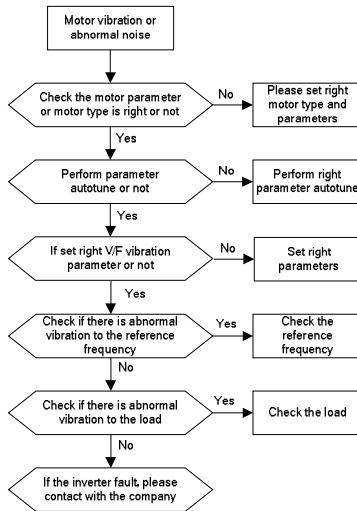 Motor vibration or
abnormal noise
Check the motor parameter
or motor type is right or not
No
Please set right
motor type and
parameters
Yes
Perform parameter
autotune or not
No
Perform right
parameter autotune
Yes
If set right V/F vibration
parameter or not
No
Set right
parameters
Yes
Check if there is abnormal
vibration to the reference
frequency
Yes
Check the
reference
frequency
No
Check if there is abnormal
vibration to the load
Yes
Check the load
No
If the inverter fault, please
contact with the company